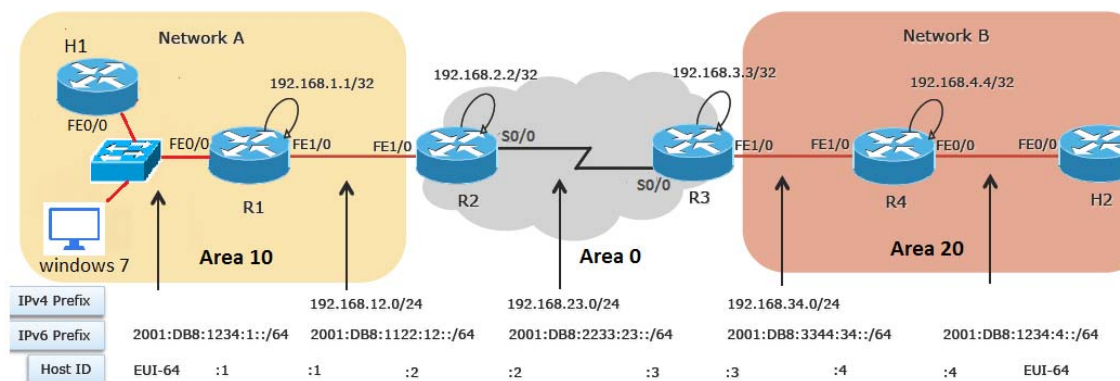 Network A
Network B
H1
192.168.1.1/32
192.168.2.2/32
192.168.3.3/32
192.168.4.4/32
FE0/0
S0/0
FE0/0
FE1/0
FE1/0
FE1/0
FE1/0
FE0/0
FE0/0
S0/0
R1
R2
R3
R4
H2
windows 7
Area 10
Area 0
Area 20
IPv4 Prefix
192.168.12.0/24
192.168.23.0/24
192.168.34.0/24
IPv6 Prefix
2001:DB8:1234:1::/64
2001:DB8:1122:12::/64
2001:DB8:2233:23::/64
2001:DB8:3344:34::/64
2001:DB8:1234:4::/64
Host ID
EUI-64
:1
:1
:2
:2
:3
:3
:4
:4
EUI-64